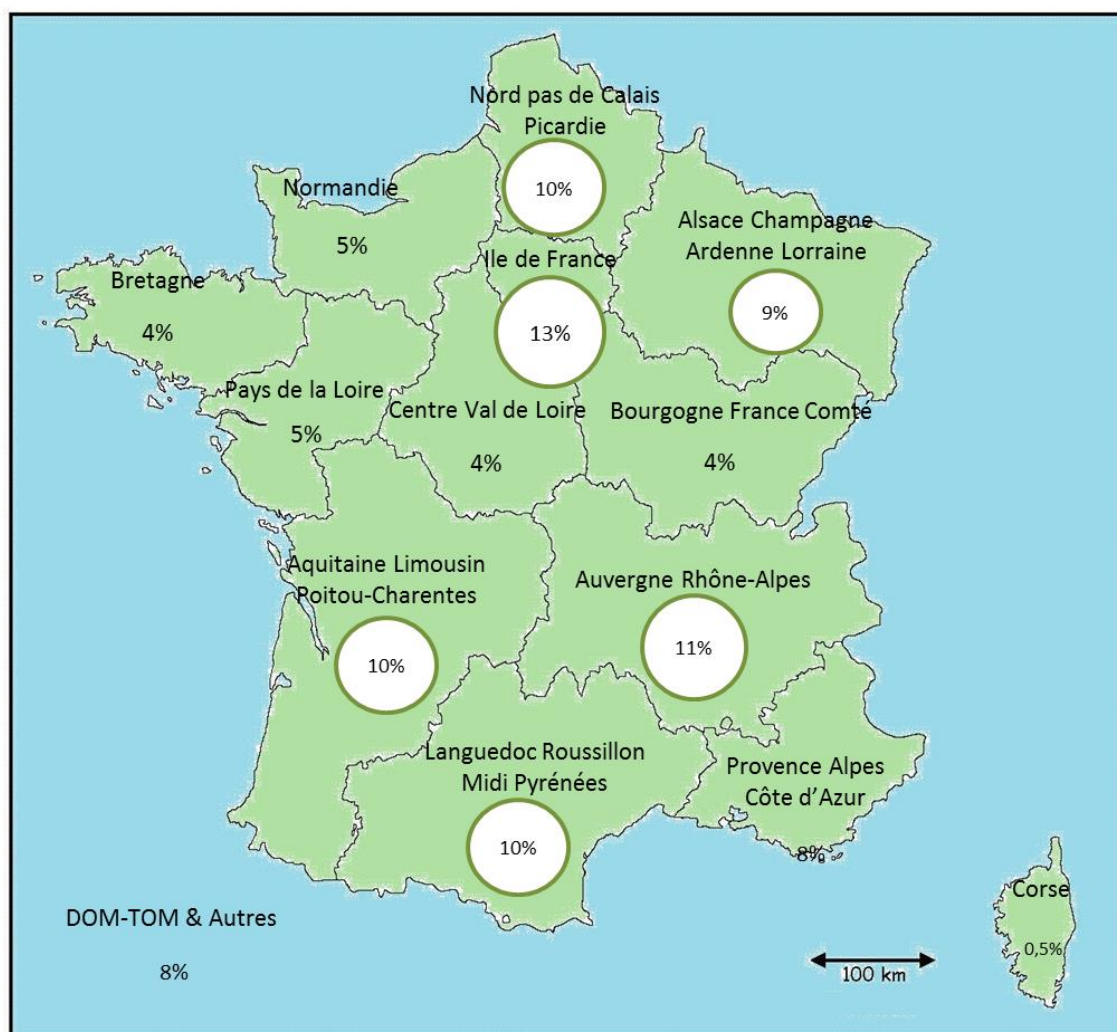 Nord pas de Calais
Picardie
10%
Normandie
5%
Alsace Champagne
Ardenne Lorraine
9%
Ile de France
13%
Bretagne
4%
Pays de la Loire
5%
Centre Val de Loire
4%
Bourgogne France Comté
4%
Aquitaine Limousin
Poitou-Charentes
10%
Auvergne Rhône-Alpes
11%
Languedoc Roussillon
Midi Pyrénées
10%
Provence Alpes
Côte d’Azur
8%
Corse
0,5%
DOM-TOM & Autres
8%
100 km